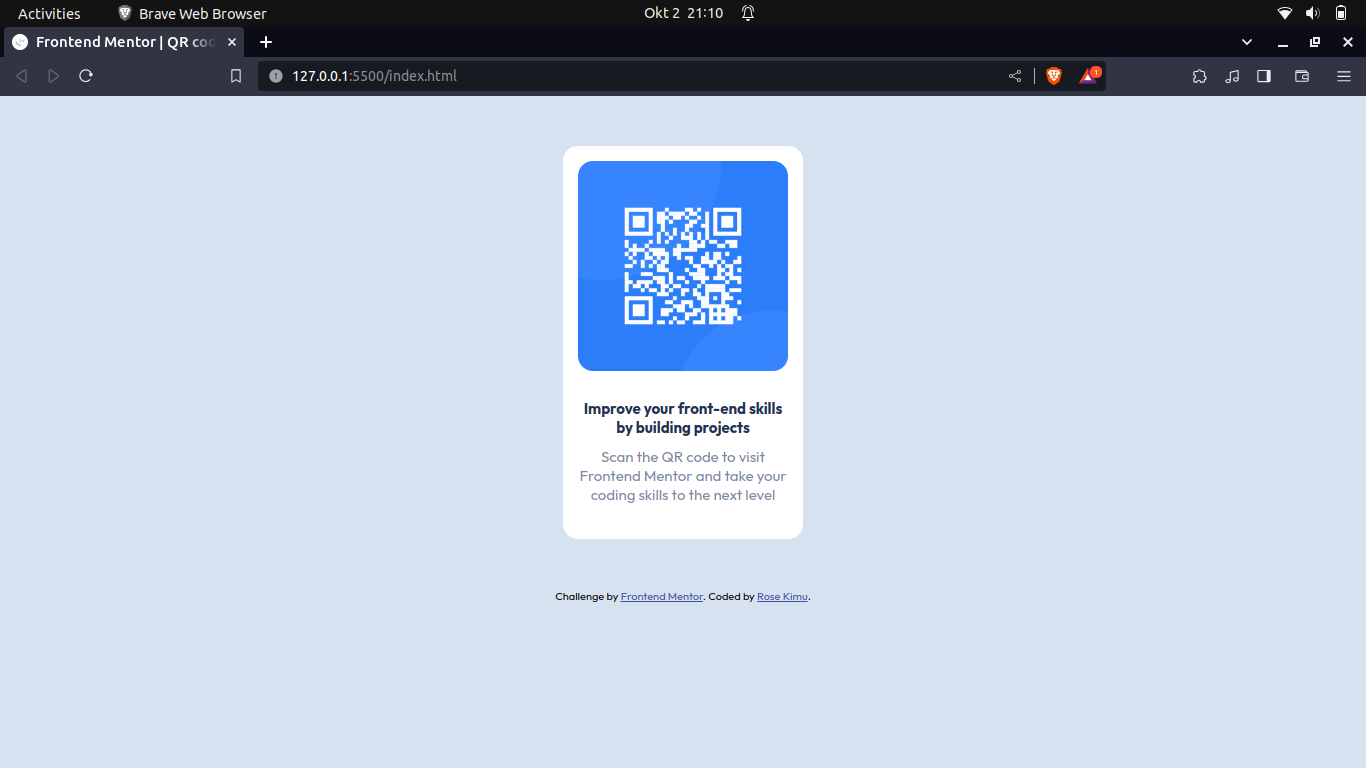 Activities Brave Web Browser Okt 2 21:10
Frontend Mentor | QR cod
127.0.0.1:5500/index.html
1
Improve your front-end skills
by building projects
Scan the QR code to visit
Frontend Mentor and take your
coding skills to the next level
Challenge by Frontend Mentor. Coded by Rose Kimu.